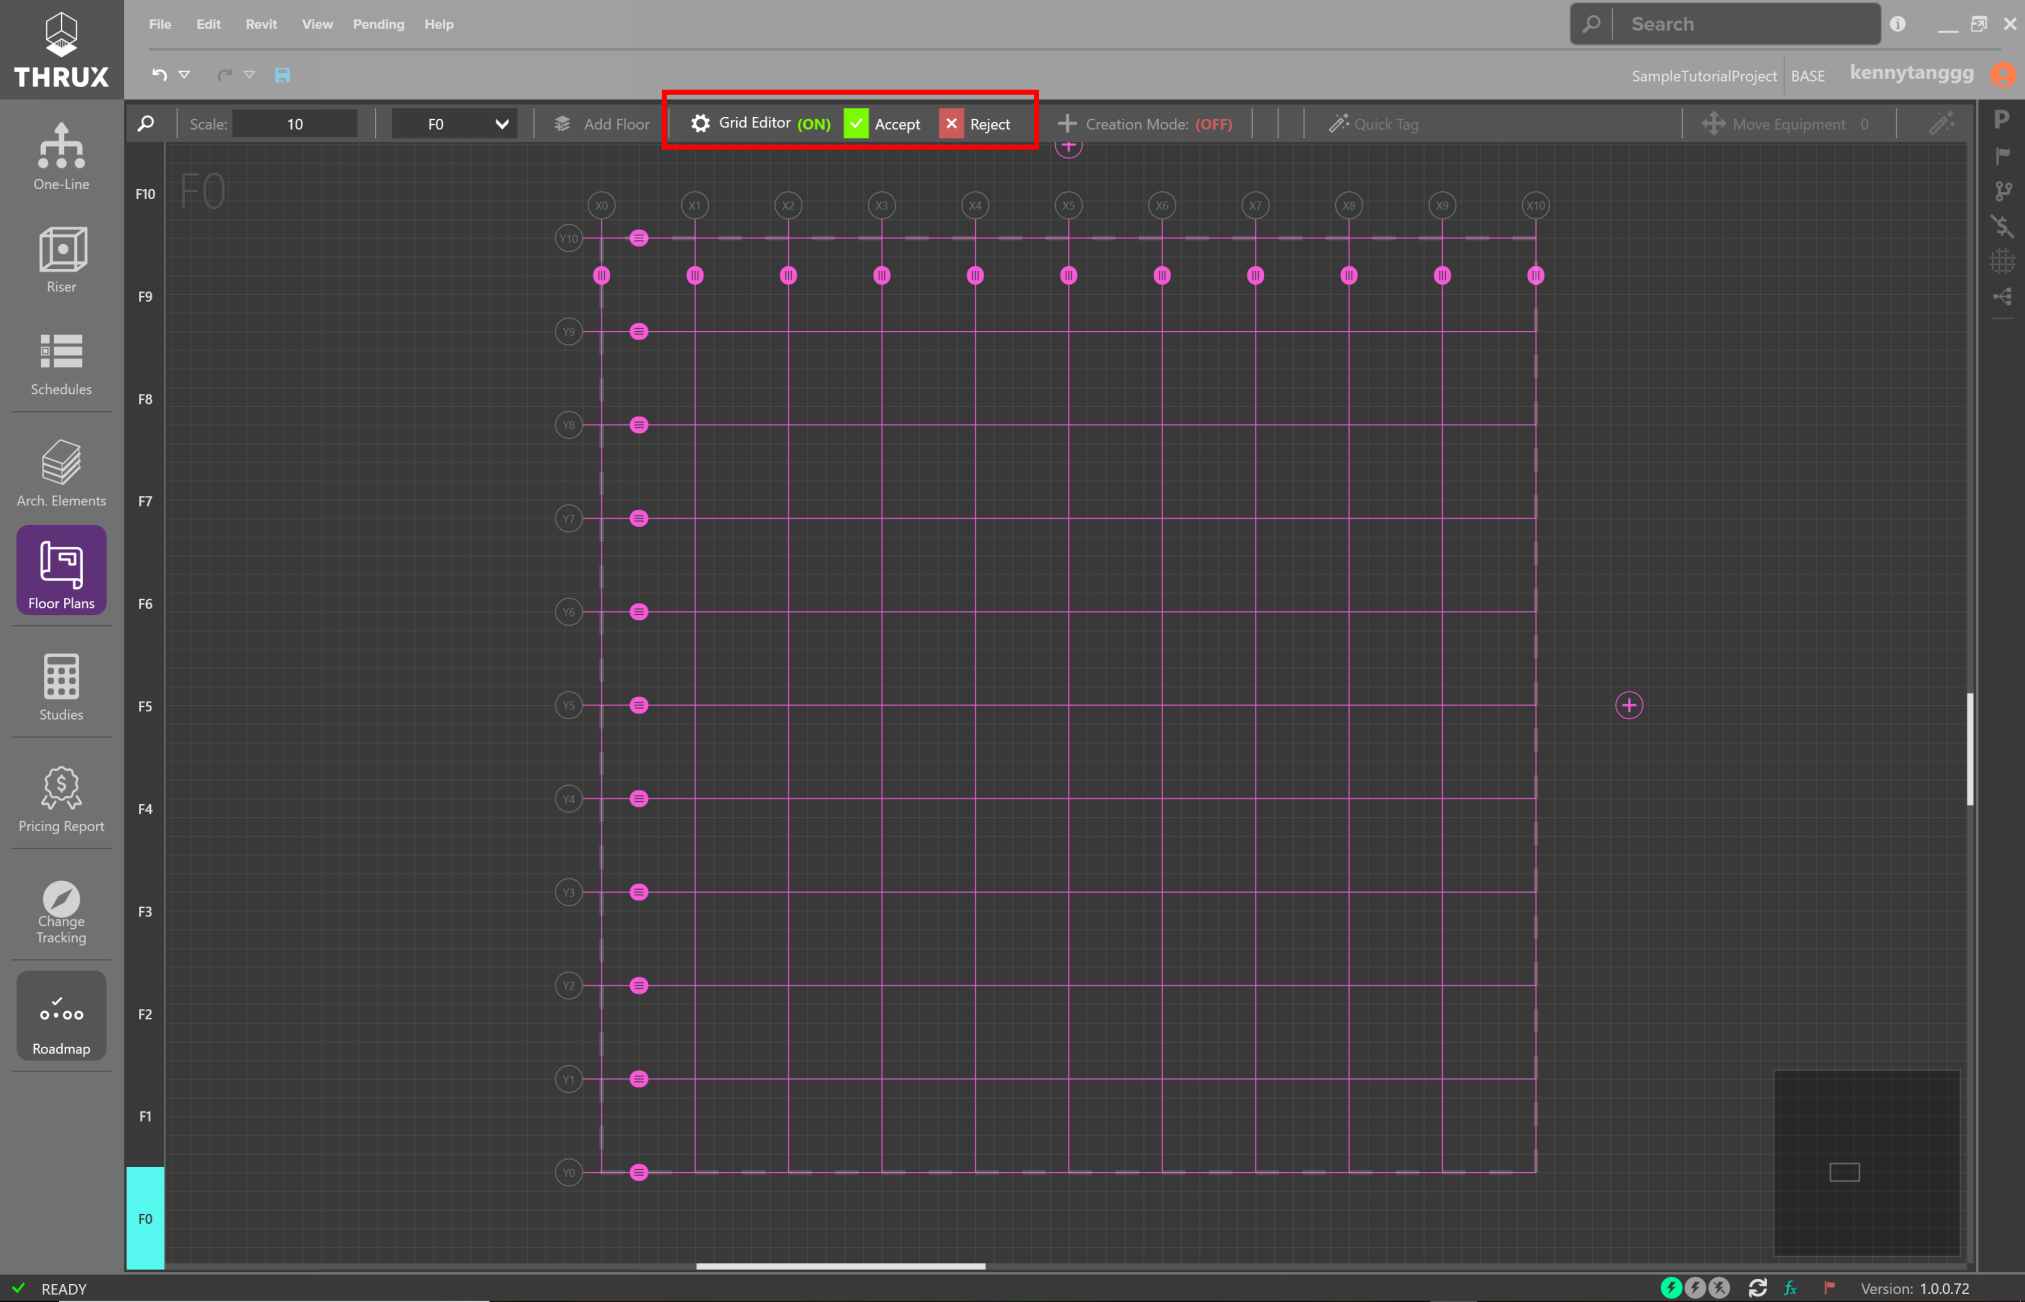 THRUX
File Edit Revit View Pending Help
Search
SampleTutorialProject BASE kennytanggg
Scale: 10 F0 Add Floor Grid Editor (ON) Accept Reject Creation Mode: (OFF) Quick Tag Move Equipment 0
P
One-Line
Riser
Schedules
Arch. Elements
Floor Plans
Studies
Pricing Report
Change
Tracking
Roadmap
F10
F9
F8
F7
F6
F5
F4
F3
F2
F1
F0
F0
X0 X1 X2 X3 X4 X5 X6 X7 X8 X9 X10
Y10
Y9
Y8
Y7
Y6
Y5
Y4
Y3
Y2
Y1
Y0
READY
fx
Version: 1.0.0.72